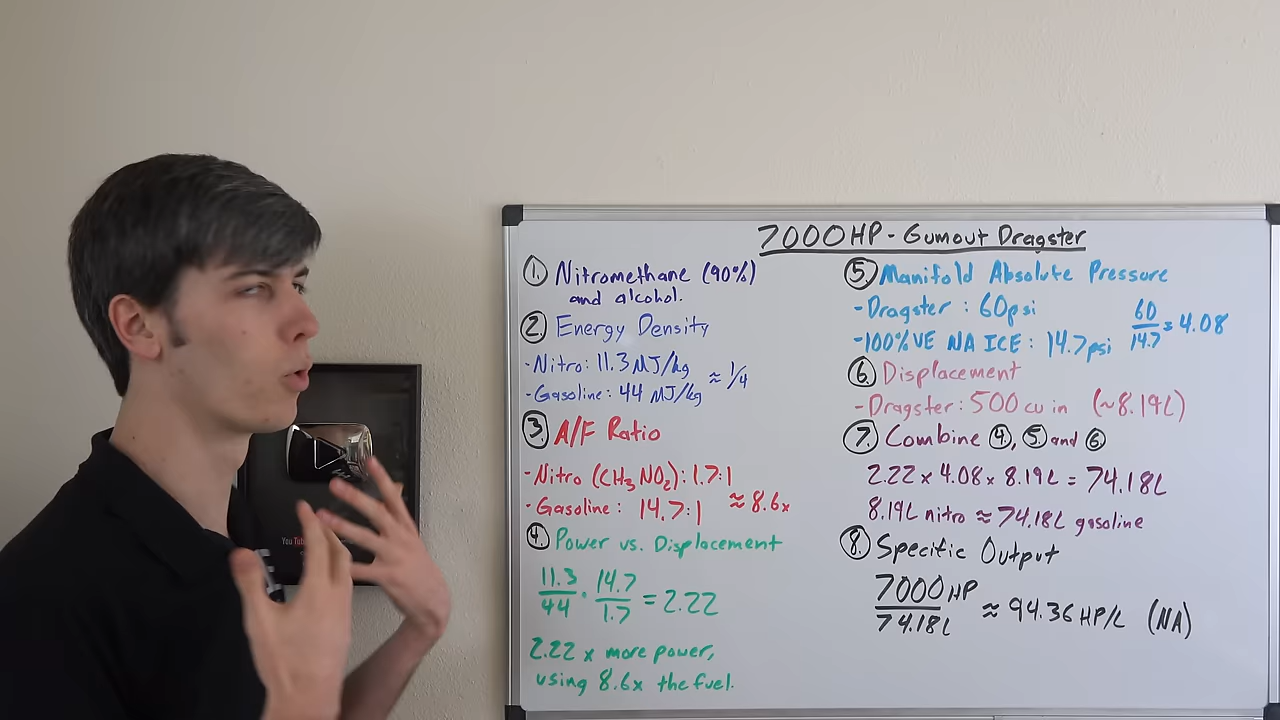 7000HP - Gumout Dragster
1. Nitromethane (90%)
and alcohol.
2. Energy Density
- Nitro: 11.3 MJ/kg
- Gasoline: 44 MJ/kg ≈ 1/4
3. A/F Ratio
- Nitro (CH3NO2): 1.7:1
- Gasoline: 14.7:1 ≈ 8.6x
4. Power vs. Displacement
11.3/44 · 14.7/1.7 = 2.22
2.22 x more power,
using 8.6x the fuel.
5. Manifold Absolute Pressure
- Dragster: 60psi
- 100% VE NA ICE: 14.7psi 60/14.7 = 4.08
6. Displacement
- Dragster: 500 cu in (~8.19L)
7. Combine 4, 5 and 6
2.22 x 4.08 x 8.19L = 74.18L
8.19L nitro ≈ 74.18L gasoline
8. Specific Output
7000HP/74.18L ≈ 94.36 HP/L (NA)
You Tube